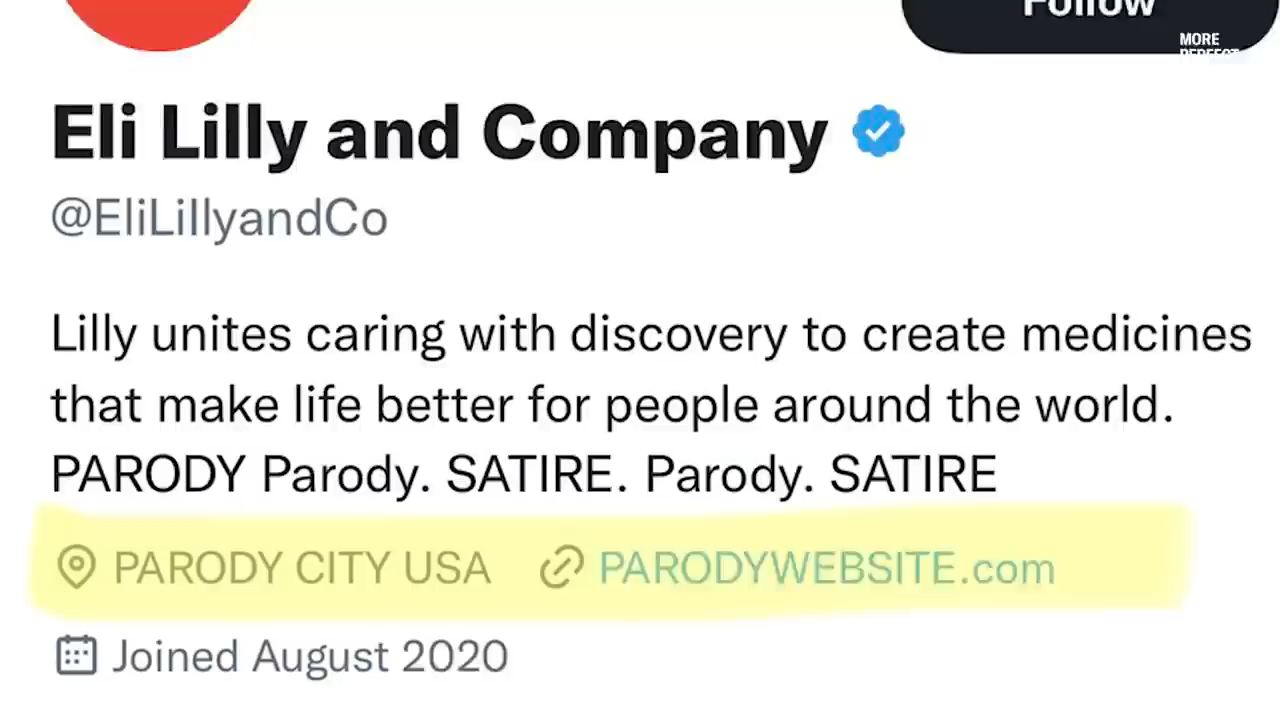 Follow
MORE
PERFECT
Eli Lilly and Company
@EliLillyandCo
Lilly unites caring with discovery to create medicines
that make life better for people around the world.
PARODY Parody. SATIRE. Parody. SATIRE
PARODY CITY USA PARODYWEBSITE.com
Joined August 2020